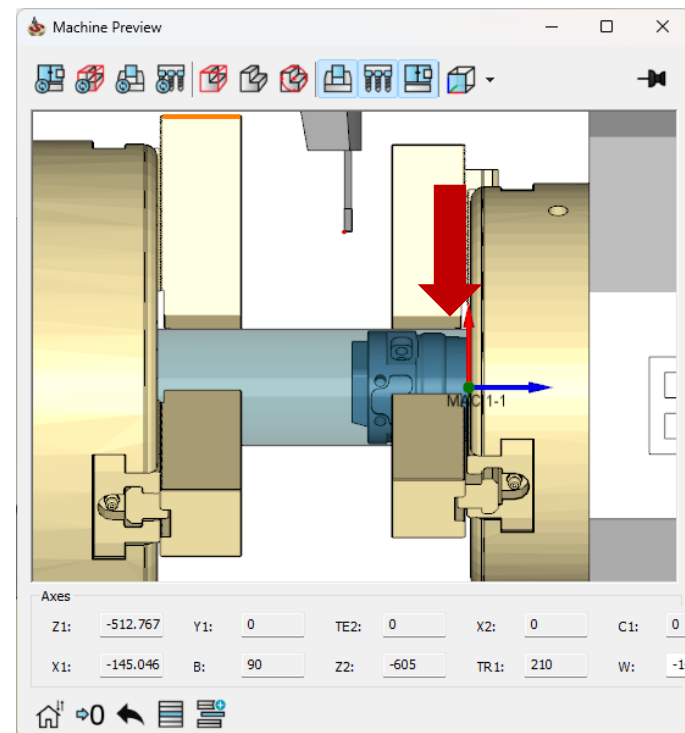 Machine Preview
MAC 1-1
Axes
Z1: -512.767 Y1: 0 TE2: 0 X2: 0 C1: 0
X1: -145.046 B: 90 Z2: -605 TR1: 210 W: -1
0